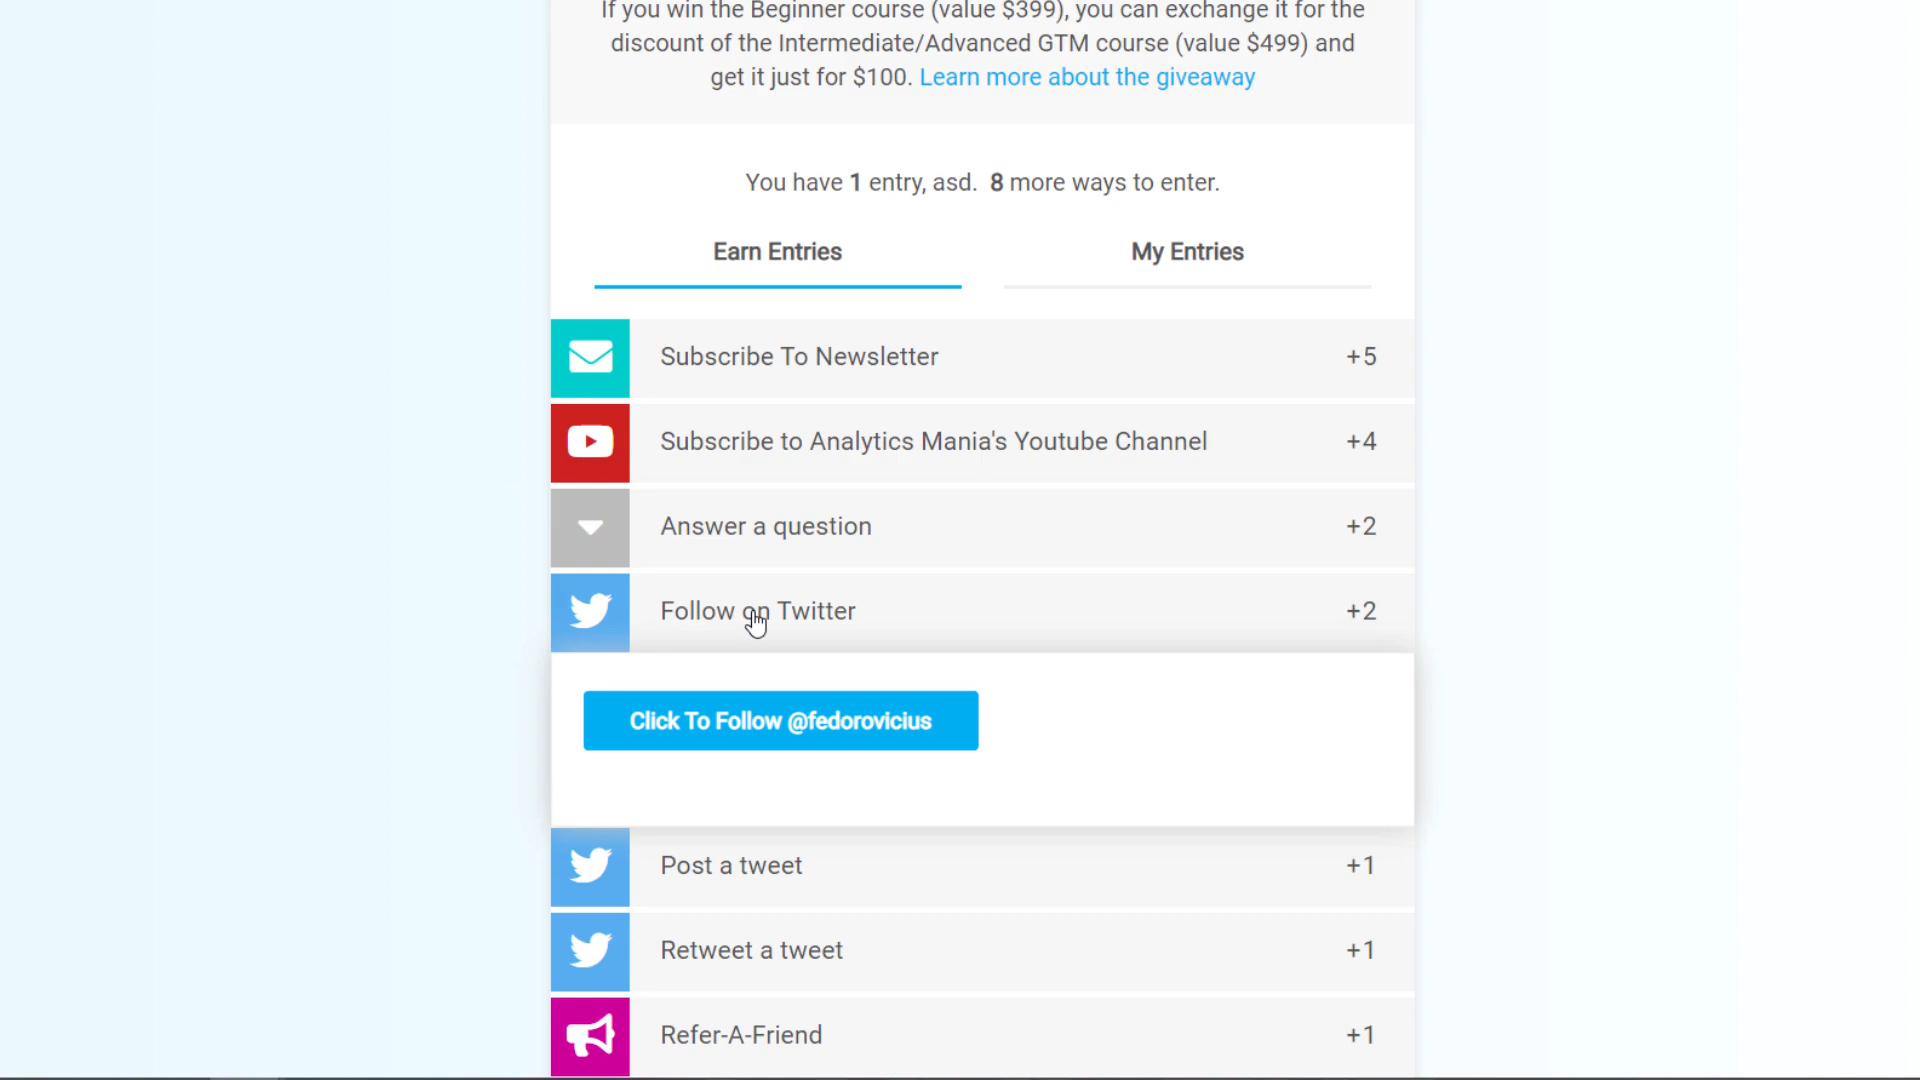 If you win the Beginner course (value $399), you can exchange it for the
discount of the Intermediate/Advanced GTM course (value $499) and
get it just for $100. Learn more about the giveaway
You have 1 entry, asd. 8 more ways to enter.
Earn Entries
My Entries
Subscribe To Newsletter +5
Subscribe to Analytics Mania's Youtube Channel +4
Answer a question +2
Follow on Twitter +2
Click To Follow @fedorovicius
Post a tweet +1
Retweet a tweet +1
Refer-A-Friend +1